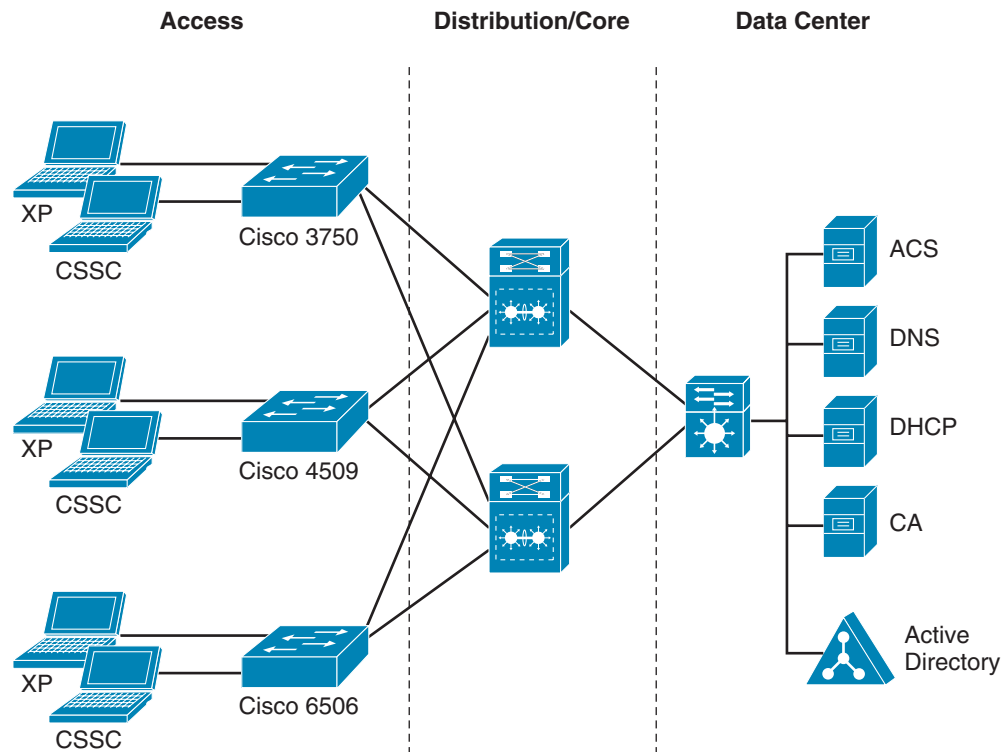 Access
Distribution/Core
Data Center
XP
CSSC
Cisco 3750
XP
CSSC
Cisco 4509
XP
CSSC
Cisco 6506
ACS
DNS
DHCP
CA
Active
Directory